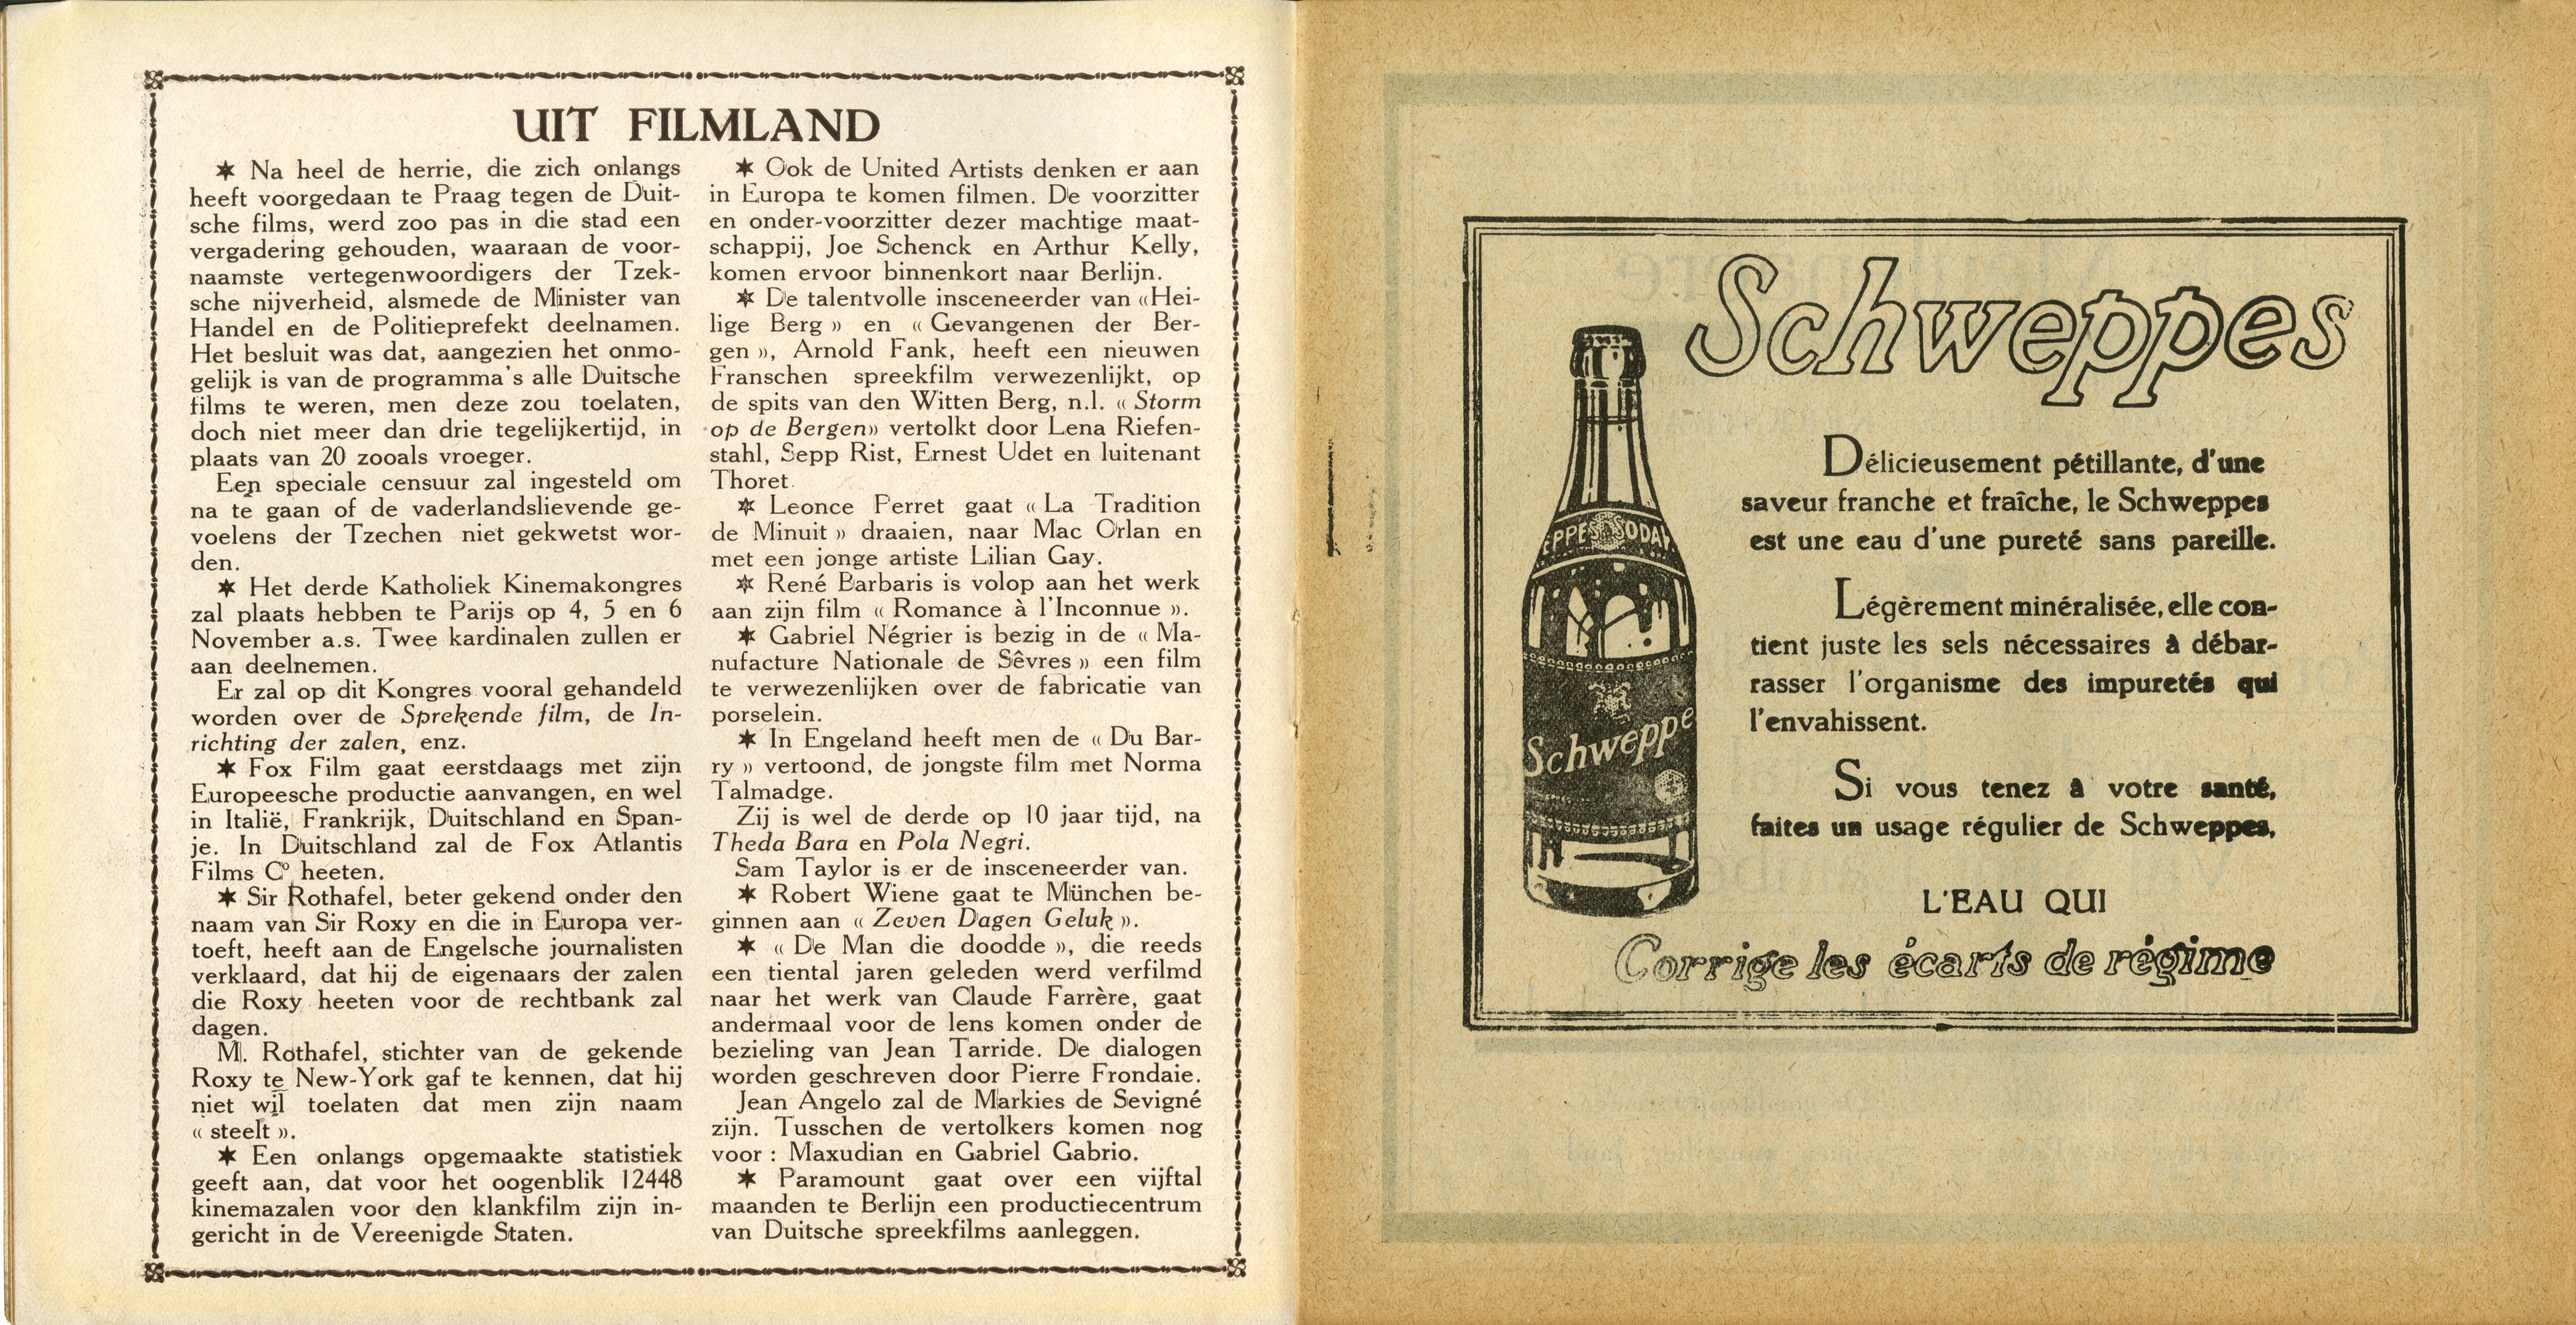 UIT FILMLAND
✶ Na heel de herrie, die zich onlangs
heeft voorgedaan te Praag tegen de Duit-
sche films, werd zoo pas in die stad een
vergadering gehouden, waaraan de voor-
naamste vertegenwoordigers der Tzek-
sche nijverheid, alsmede de Minister van
Handel en de Politieprefekt deelnamen.
Het besluit was dat, aangezien het onmo-
gelijk is van de programma's alle Duitsche
films te weren, men deze zou toelaten,
doch niet meer dan drie tegelijkertijd, in
plaats van 20 zooals vroeger.
Een speciale censuur zal ingesteld om
na te gaan of de vaderlandslievende ge-
voelens der Tzechen niet gekwetst wor-
den.
✶ Het derde Katholiek Kinemakongres
zal plaats hebben te Parijs op 4, 5 en 6
November a.s. Twee kardinalen zullen er
aan deelnemen.
Er zal op dit Kongres vooral gehandeld
worden over de Sprekende film, de In-
richting der zalen, enz.
✶ Fox Film gaat eerstdaags met zijn
Europeesche productie aanvangen, en wel
in Italië, Frankrijk, Duitschland en Span-
je. In Duitschland zal de Fox Atlantis
Films Cº heeten.
✶ Sir Rothafel, beter gekend onder den
naam van Sir Roxy en die in Europa ver-
toeft, heeft aan de Engelsche journalisten
verklaard, dat hij de eigenaars der zalen
die Roxy heeten voor de rechtbank zal
dagen.
M. Rothafel, stichter van de gekende
Roxy te New-York gaf te kennen, dat hij
niet wil toelaten dat men zijn naam
« steelt ».
✶ Een onlangs opgemaakte statistiek
geeft aan, dat voor het oogenblik 12448
kinemazalen voor den klankfilm zijn in-
gericht in de Vereenigde Staten.
✶ Ook de United Artists denken er aan
in Europa te komen filmen. De voorzitter
en onder-voorzitter dezer machtige maat-
schappij, Joe Schenck en Arthur Kelly,
komen ervoor binnenkort naar Berlijn.
✶ De talentvolle insceneerder van «Hei-
lige Berg » en « Gevangenen der Ber-
gen », Arnold Fank, heeft een nieuwen
Franschen spreekfilm verwezenlijkt, op
de spits van den Witten Berg, n.l. « Storm
op de Bergen» vertolkt door Lena Riefen-
stahl, Sepp Rist, Ernest Udet en luitenant
Thoret.
✶ Leonce Perret gaat « La Tradition
de Minuit » draaien, naar Mac Orlan en
met een jonge artiste Lilian Gay.
✶ René Barbaris is volop aan het werk
aan zijn film « Romance à l'Inconnue ».
✶ Gabriel Négrier is bezig in de « Ma-
nufacture Nationale de Sêvres » een film
te verwezenlijken over de fabricatie van
porselein.
✶ In Engeland heeft men de « Du Bar-
ry » vertoond, de jongste film met Norma
Talmadge.
Zij is wel de derde op 10 jaar tijd, na
Theda Bara en Pola Negri.
Sam Taylor is er de insceneerder van.
✶ Robert Wiene gaat te München be-
ginnen aan « Zeven Dagen Geluk ».
✶ « De Man die doodde », die reeds
een tiental jaren geleden werd verfilmd
naar het werk van Claude Farrère, gaat
andermaal voor de lens komen onder de
bezieling van Jean Tarride. De dialogen
worden geschreven door Pierre Frondaie.
Jean Angelo zal de Markies de Sevigné
zijn. Tusschen de vertolkers komen nog
voor : Maxudian en Gabriel Gabrio.
✶ Paramount gaat over een vijftal
maanden te Berlijn een productiecentrum
van Duitsche spreekfilms aanleggen.
Schweppes
Délicieusement pétillante, d'une
saveur franche et fraîche, le Schweppes
est une eau d'une pureté sans pareille.
Légèrement minéralisée, elle con-
tient juste les sels nécessaires à débar-
rasser l'organisme des impuretés qui
l'envahissent.
Si vous tenez à votre santé,
faites un usage régulier de Schweppes,
L'EAU QUI
Corrige les écarts de régime
EPPES SODA
Schweppe